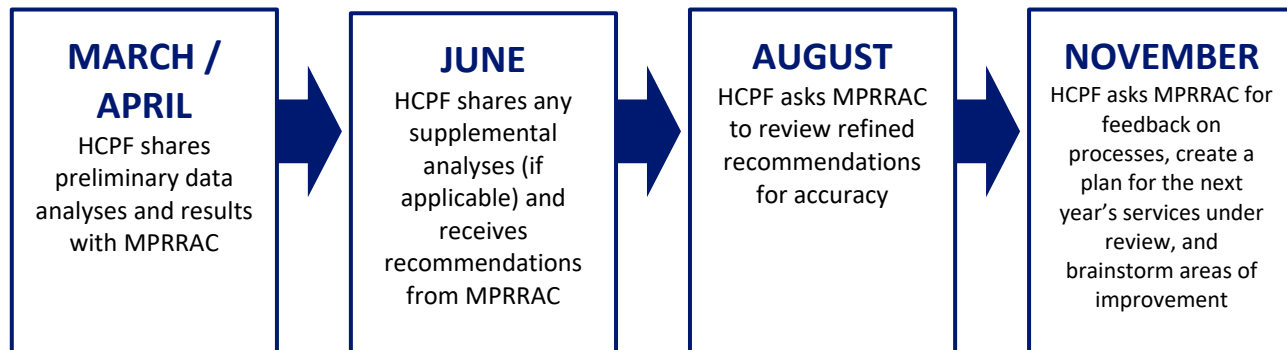 MARCH /
APRIL
HCPF shares
preliminary data
analyses and results
with MPRRAC
JUNE
HCPF shares any
supplemental
analyses (if
applicable) and
receives
recommendations
from MPRRAC
AUGUST
HCPF asks MPRRAC
to review refined
recommendations
for accuracy
NOVEMBER
HCPF asks MPRRAC for
feedback on
processes, create a
plan for the next
year’s services under
review, and
brainstorm areas of
improvement